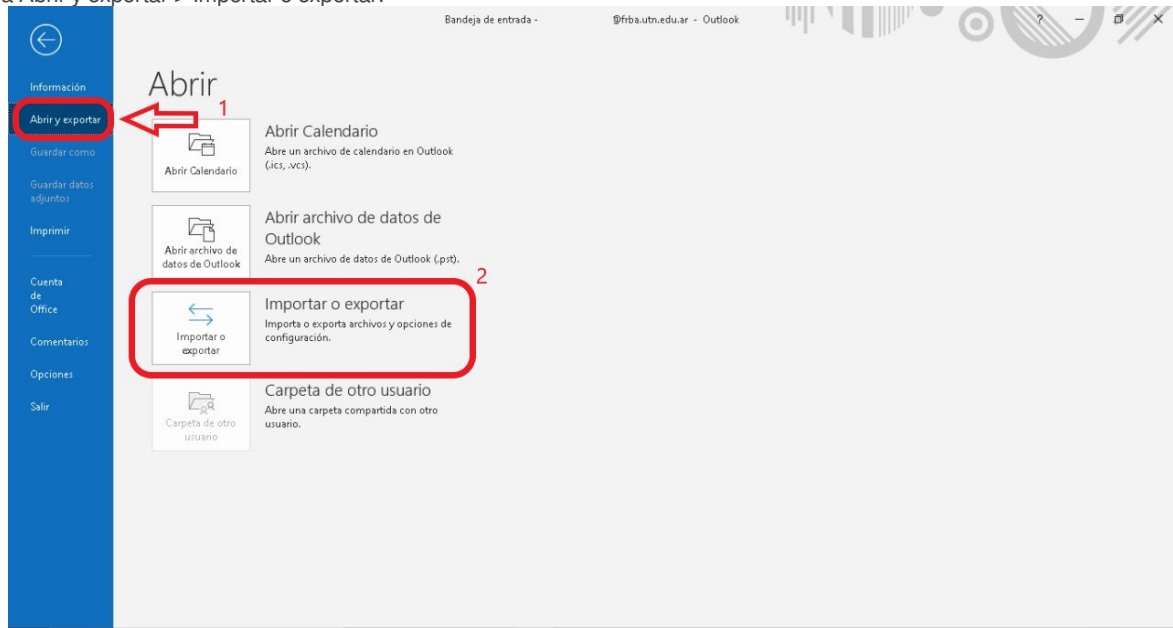 a Abrir y exportar > Importar o exportar.
Bandeja de entrada - @frba.utn.edu.ar - Outlook
?
Información
Abrir y exportar
Guardar como
Guardar datos
adjuntos
Imprimir
Cuenta
de
Office
Comentarios
Opciones
Salir
Abrir
1
Abrir Calendario
Abrir Calendario
Abre un archivo de calendario en Outlook
(.ics, .vcs).
Abrir archivo de
datos de Outlook
Abrir archivo de datos de
Outlook
Abre un archivo de datos de Outlook (.pst).
2
Importar o
exportar
Importar o exportar
Importa o exporta archivos y opciones de
configuración.
Carpeta de otro
usuario
Carpeta de otro usuario
Abre una carpeta compartida con otro
usuario.